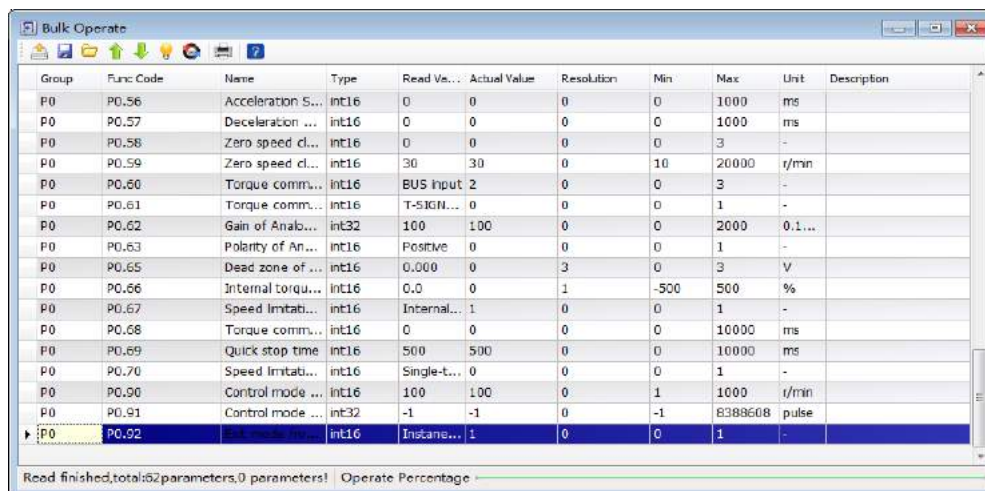 Bulk Operate
Group Func Code Name Type Read Va... Actual Value Resolution Min Max Unit Description
P0 P0.56 Acceleration S... int16 0 0 0 0 1000 ms
P0 P0.57 Deceleration ... int16 0 0 0 0 1000 ms
P0 P0.58 Zero speed cl... int16 0 0 0 0 3 -
P0 P0.59 Zero speed cl... int16 30 30 0 10 20000 r/min
P0 P0.60 Torque comm... int16 BUS input 2 0 0 3 -
P0 P0.61 Torque comm... int16 T-SIGN... 0 0 0 1 -
P0 P0.62 Gain of Analo... int32 100 100 0 0 2000 0.1...
P0 P0.63 Polarity of An... int16 Positive 0 0 0 1 -
P0 P0.65 Dead zone of ... int16 0.000 0 3 0 3 V
P0 P0.66 Internal torqu... int16 0.0 0 1 -500 500 %
P0 P0.67 Speed lmitati... int16 Internal... 1 0 0 1 -
P0 P0.68 Torque comm... int16 0 0 0 0 10000 ms
P0 P0.69 Quick stop time int16 500 500 0 0 10000 ms
P0 P0.70 Speed lmitati... int16 Single-t... 0 0 0 1 -
P0 P0.90 Control mode ... int16 100 100 0 1 1000 r/min
P0 P0.91 Control mode ... int32 -1 -1 0 -1 8388608 pulse
P0 P0.92 int16 Instane... 1 0 0 1 -
Read finished,total:62parameters,0 parameters! Operate Percentage